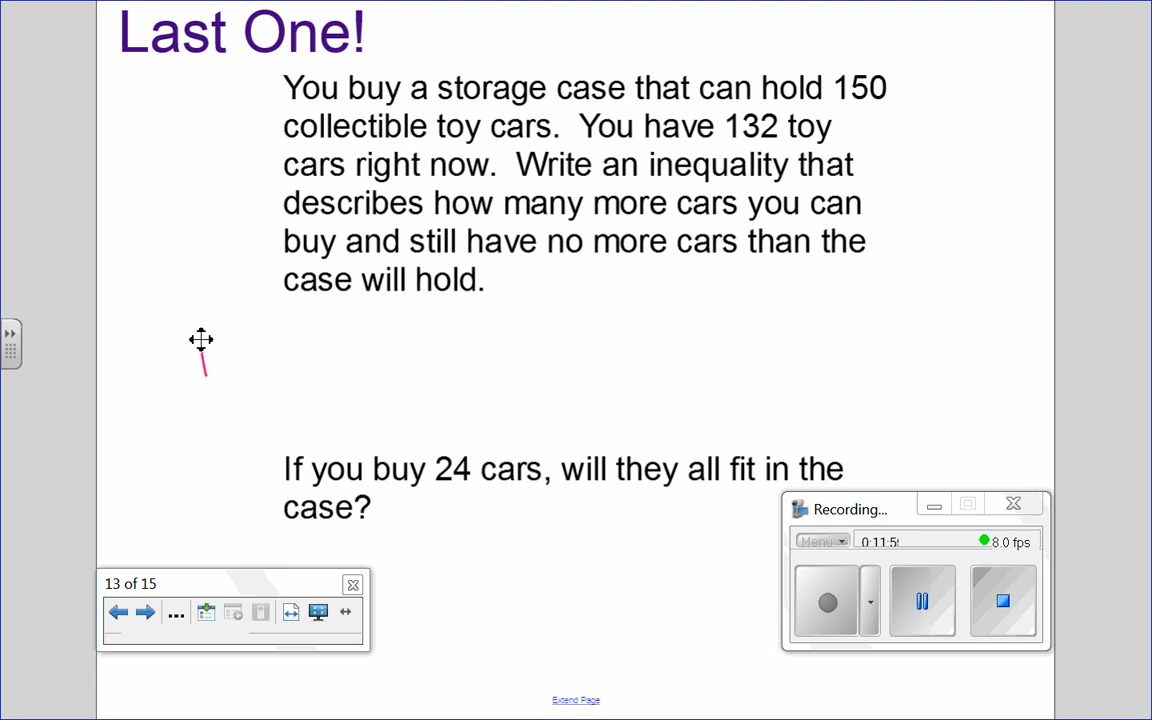 Last One!
You buy a storage case that can hold 150
collectible toy cars.  You have 132 toy
cars right now.  Write an inequality that
describes how many more cars you can
buy and still have no more cars than the
case will hold.
If you buy 24 cars, will they all fit in the
case?
Recording...
Menu
8.0 fps
13 of 15
Extend Page